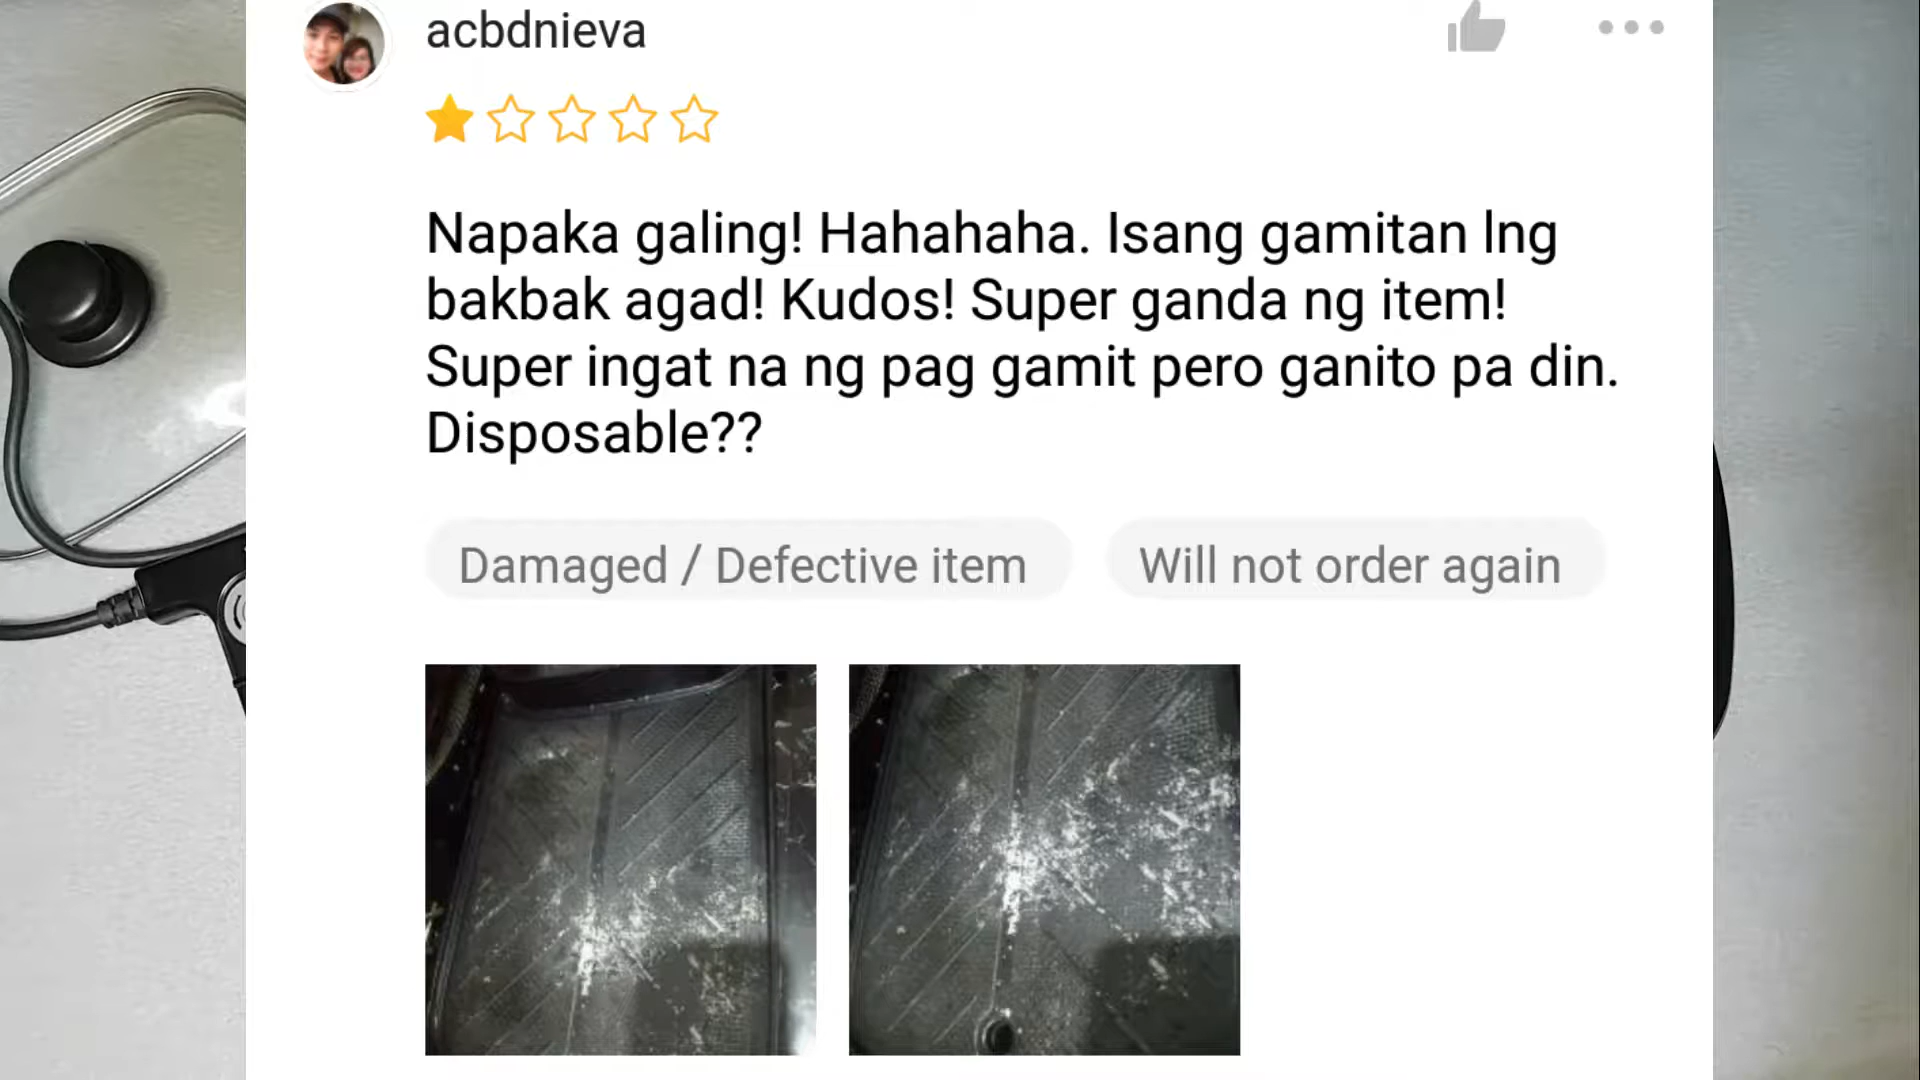 acbdnieva
Napaka galing! Hahahaha. Isang gamitan lng
bakbak agad! Kudos! Super ganda ng item!
Super ingat na ng pag gamit pero ganito pa din.
Disposable??
Damaged / Defective item
Will not order again